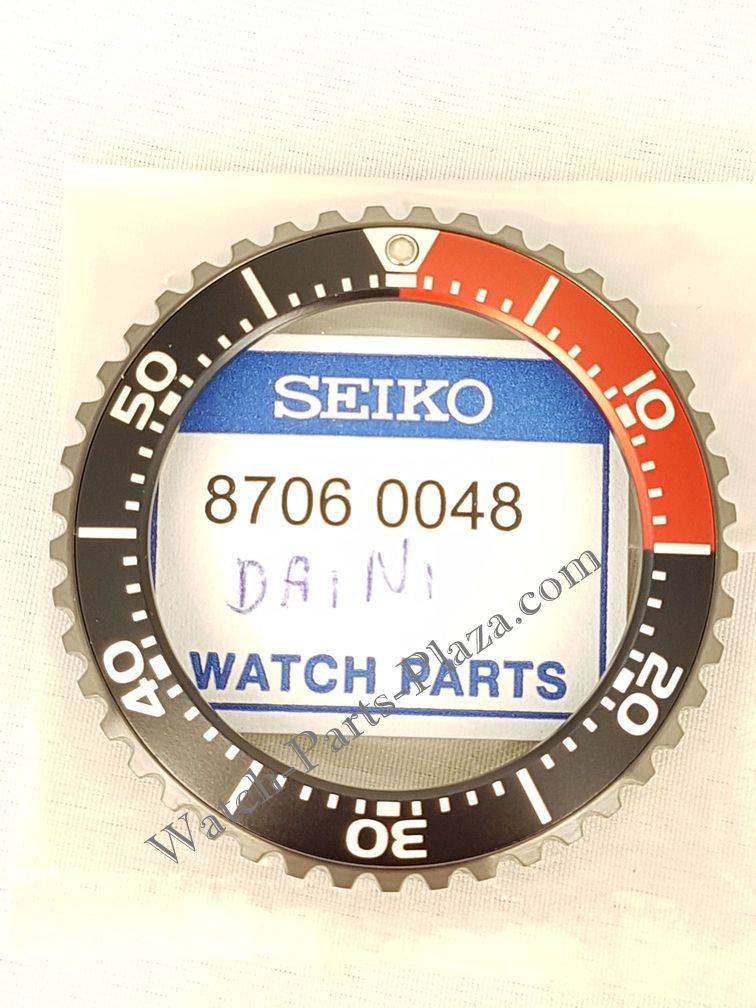 SEIKO
8706 0048
DAiNi
WATCH PARTS
10
20
30
40
50
Watch-Parts-Plaza.com